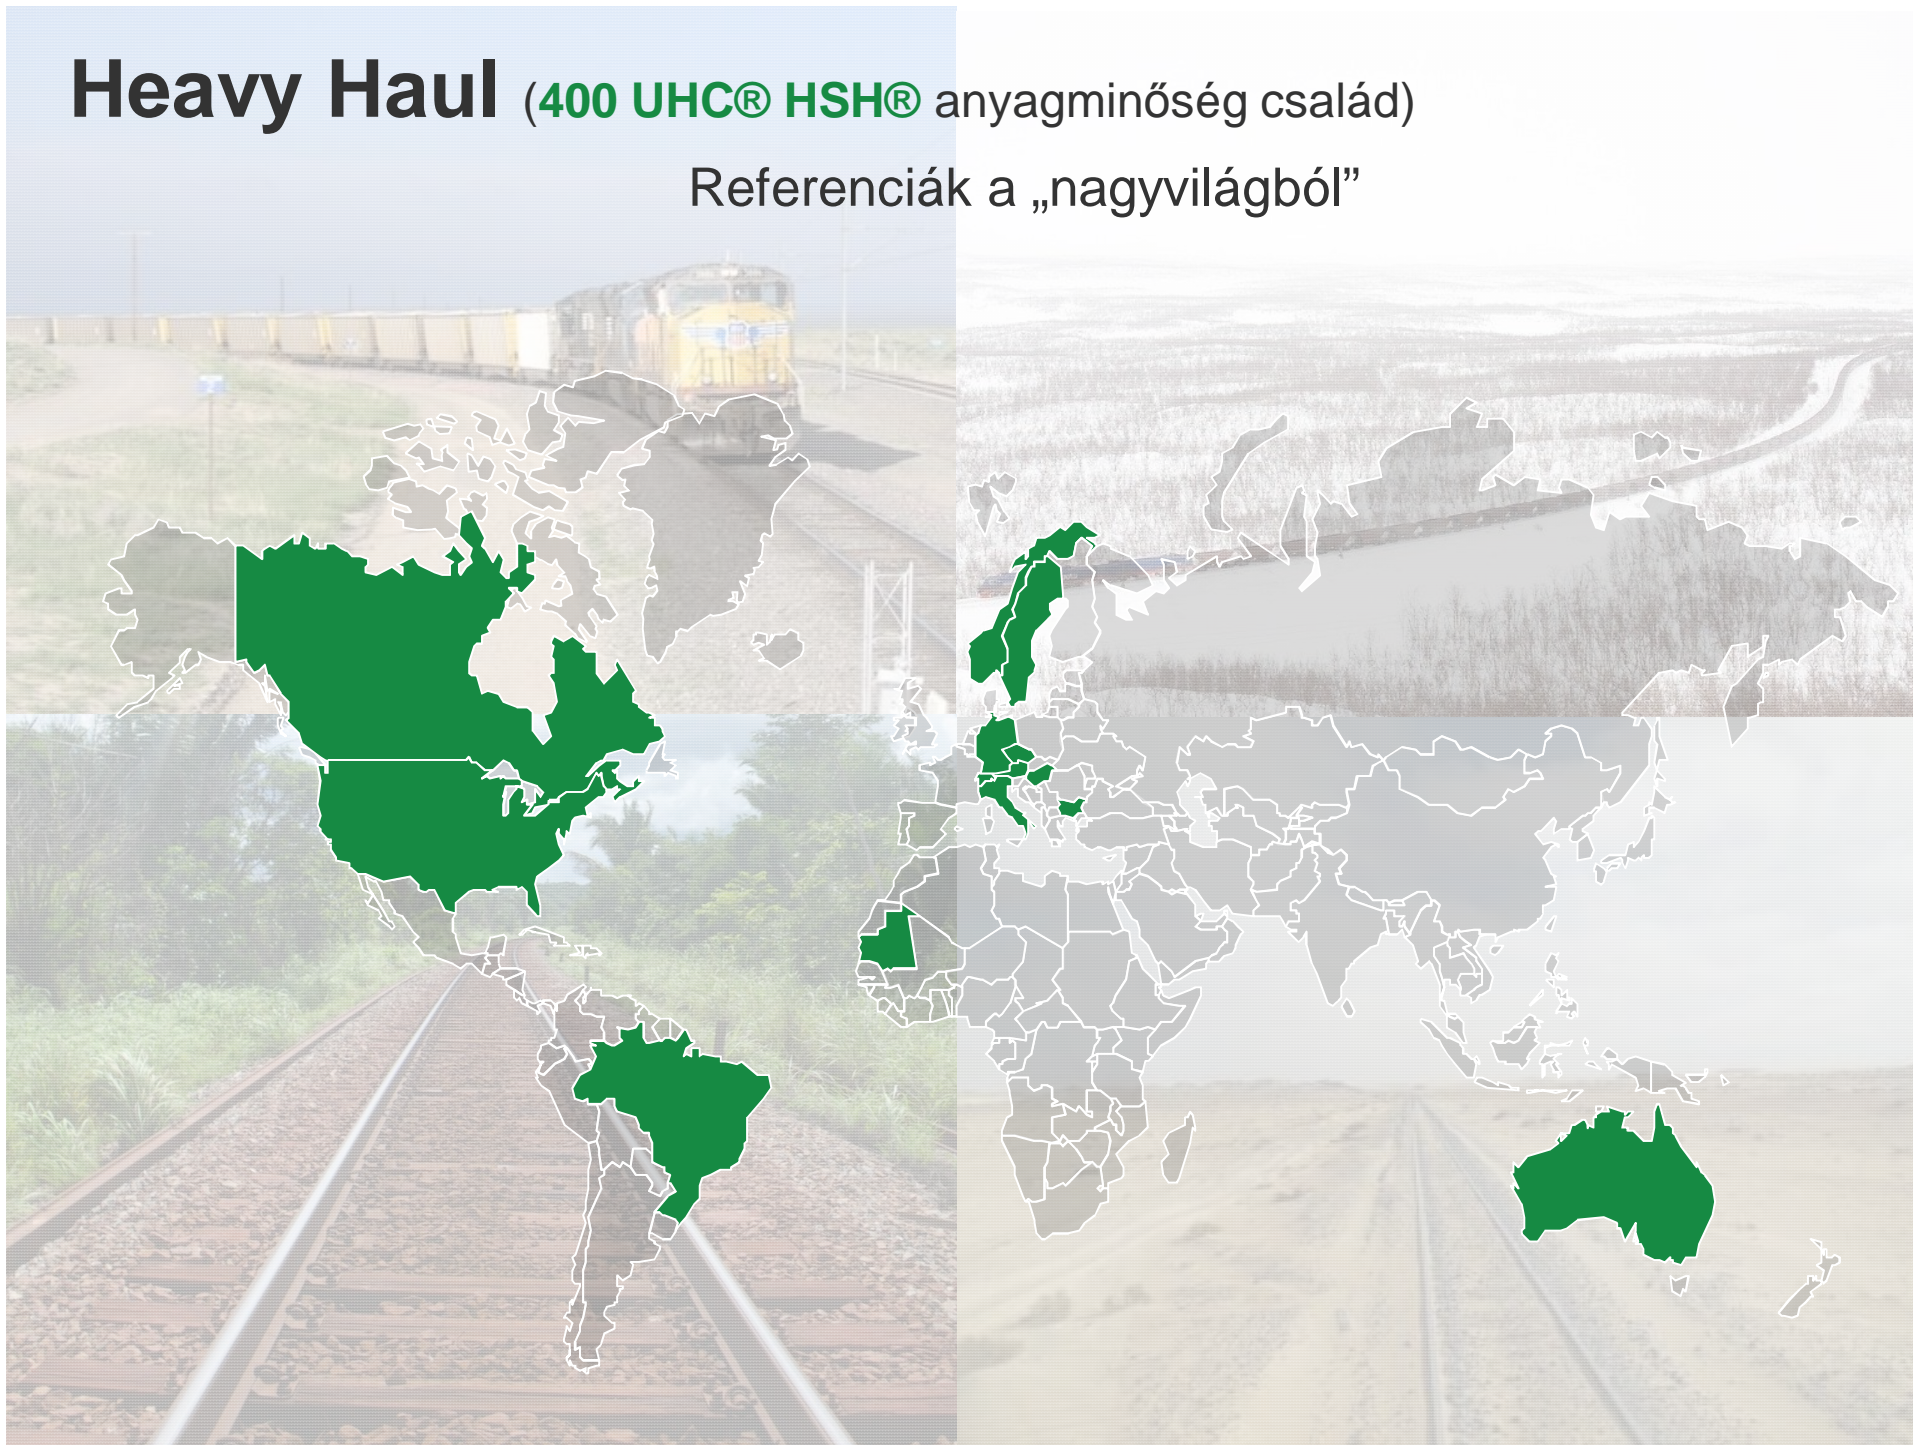 Heavy Haul (400 UHC® HSH® anyagminőség család)
Referenciák a „nagyvilágból”